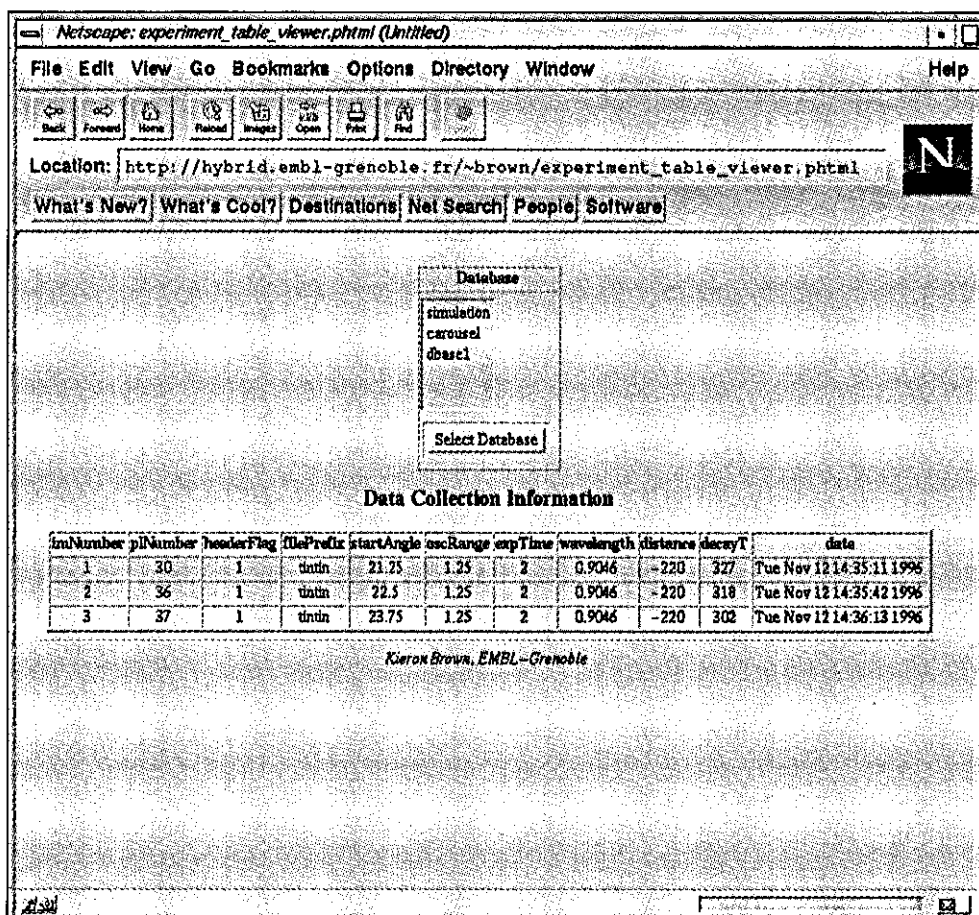 Netscape: experiment_table_viewer.phtml (Untitled)
File Edit View Go Bookmarks Options Directory Window Help
Back Forward Home Reload Images Open Print Find
Location: http://hybrid.embl-grenoble.fr/~brown/experiment_table_viewer.phtml
N
What's New? What's Cool? Destinations Net Search People Software
Database
simulation
carousel
dbase1
Select Database
Data Collection Information
imNumber plNumber headerFlag filePrefix startAngle oscRange expTime wavelength distance decayT date
1 30 1 tintin 21.25 1.25 2 0.9046 -220 327 Tue Nov 12 14:35:11 1996
2 36 1 tintin 22.5 1.25 2 0.9046 -220 318 Tue Nov 12 14:35:42 1996
3 37 1 tintin 23.75 1.25 2 0.9046 -220 302 Tue Nov 12 14:36:13 1996
Kieron Brown, EMBL-Grenoble